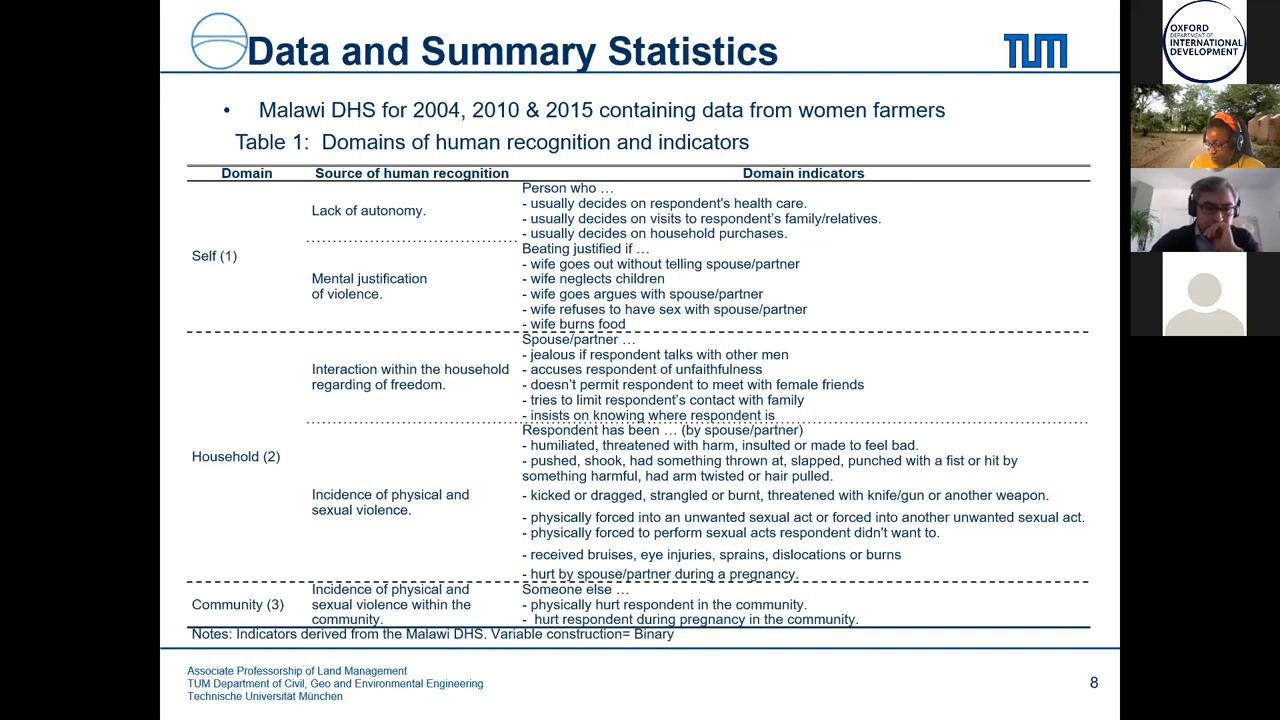 Data and Summary Statistics
TUM
• Malawi DHS for 2004, 2010 & 2015 containing data from women farmers
Table 1: Domains of human recognition and indicators
Domain Source of human recognition Domain indicators
Self (1)
Lack of autonomy.
Person who …
- usually decides on respondent's health care.
- usually decides on visits to respondent’s family/relatives.
- usually decides on household purchases.
Mental justification
of violence.
Beating justified if …
- wife goes out without telling spouse/partner
- wife neglects children
- wife goes argues with spouse/partner
- wife refuses to have sex with spouse/partner
- wife burns food
Household (2)
Interaction within the household
regarding of freedom.
Spouse/partner …
- jealous if respondent talks with other men
- accuses respondent of unfaithfulness
- doesn’t permit respondent to meet with female friends
- tries to limit respondent’s contact with family
- insists on knowing where respondent is
Incidence of physical and
sexual violence.
Respondent has been … (by spouse/partner)
- humiliated, threatened with harm, insulted or made to feel bad.
- pushed, shook, had something thrown at, slapped, punched with a fist or hit by
something harmful, had arm twisted or hair pulled.
- kicked or dragged, strangled or burnt, threatened with knife/gun or another weapon.
- physically forced into an unwanted sexual act or forced into another unwanted sexual act.
- physically forced to perform sexual acts respondent didn't want to.
- received bruises, eye injuries, sprains, dislocations or burns
- hurt by spouse/partner during a pregnancy.
Community (3)
Incidence of physical and
sexual violence within the
community.
Someone else …
- physically hurt respondent in the community.
- hurt respondent during pregnancy in the community.
Notes: Indicators derived from the Malawi DHS. Variable construction= Binary
Associate Professorship of Land Management
TUM Department of Civil, Geo and Environmental Engineering
Technische Universität München
8
OXFORD
DEPARTMENT OF
INTERNATIONAL
DEVELOPMENT